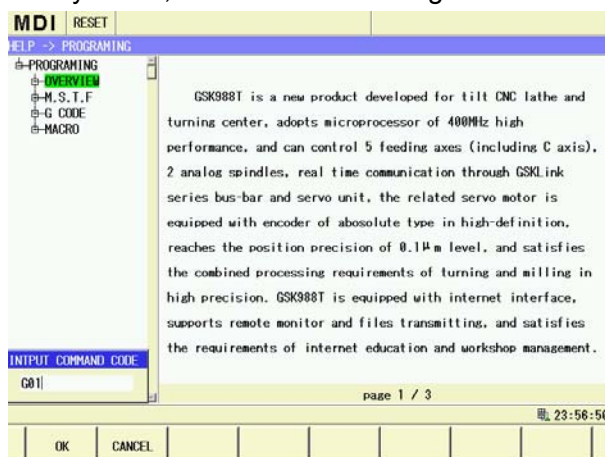 MDI RESET
HELP -> PROGRAMING
PROGRAMING
OVERVIEW
M.S.T.F
G CODE
MACRO
GSK988T is a new product developed for tilt CNC lathe and
turning center, adopts microprocessor of 400MHz high
performance, and can control 5 feeding axes (including C axis),
2 analog spindles, real time communication through GSKLink
series bus-bar and servo unit, the related servo motor is
equipped with encoder of abosolute type in high-definition,
reaches the position precision of 0.1μm level, and satisfies
the combined processing requirements of turning and milling in
high precision. GSK988T is equipped with internet interface,
supports remote monitor and files transmitting, and satisfies
the requirements of internet education and workshop management.
INTPUT COMMAND CODE
G01
page 1 / 3
23:56:5
OK CANCEL